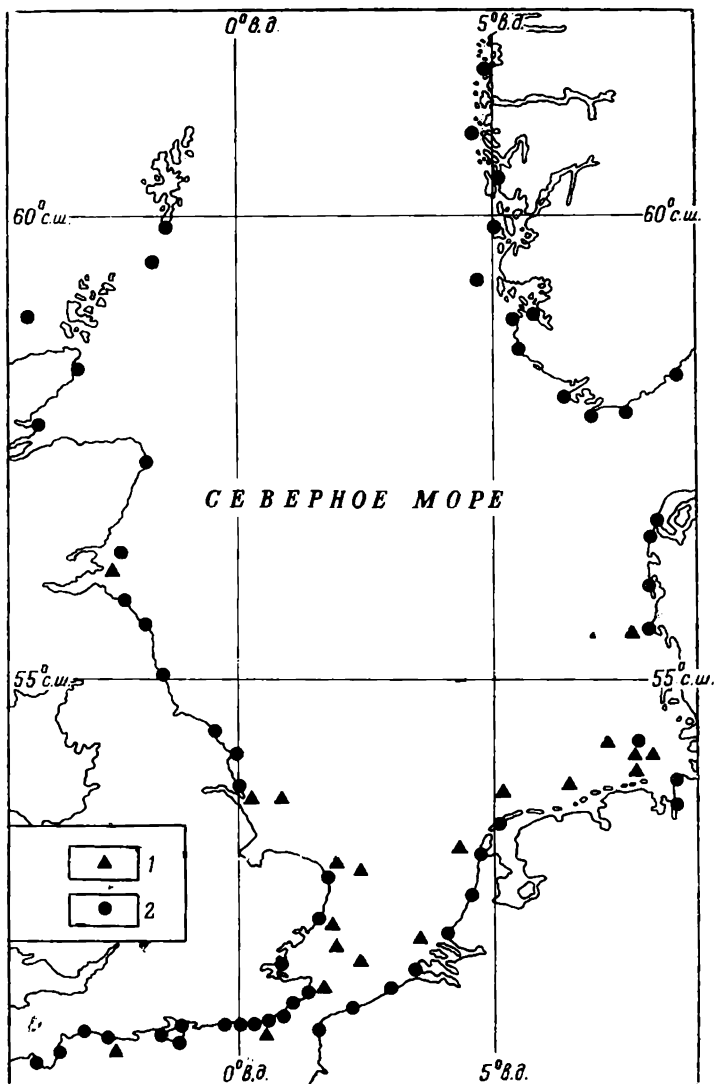 0° в.д. 5° в.д.
60° с.ш. 60° с.ш.
СЕВЕРНОЕ МОРЕ
55° с.ш. 55° с.ш.
1
2
0° в.д. 5° в.д.